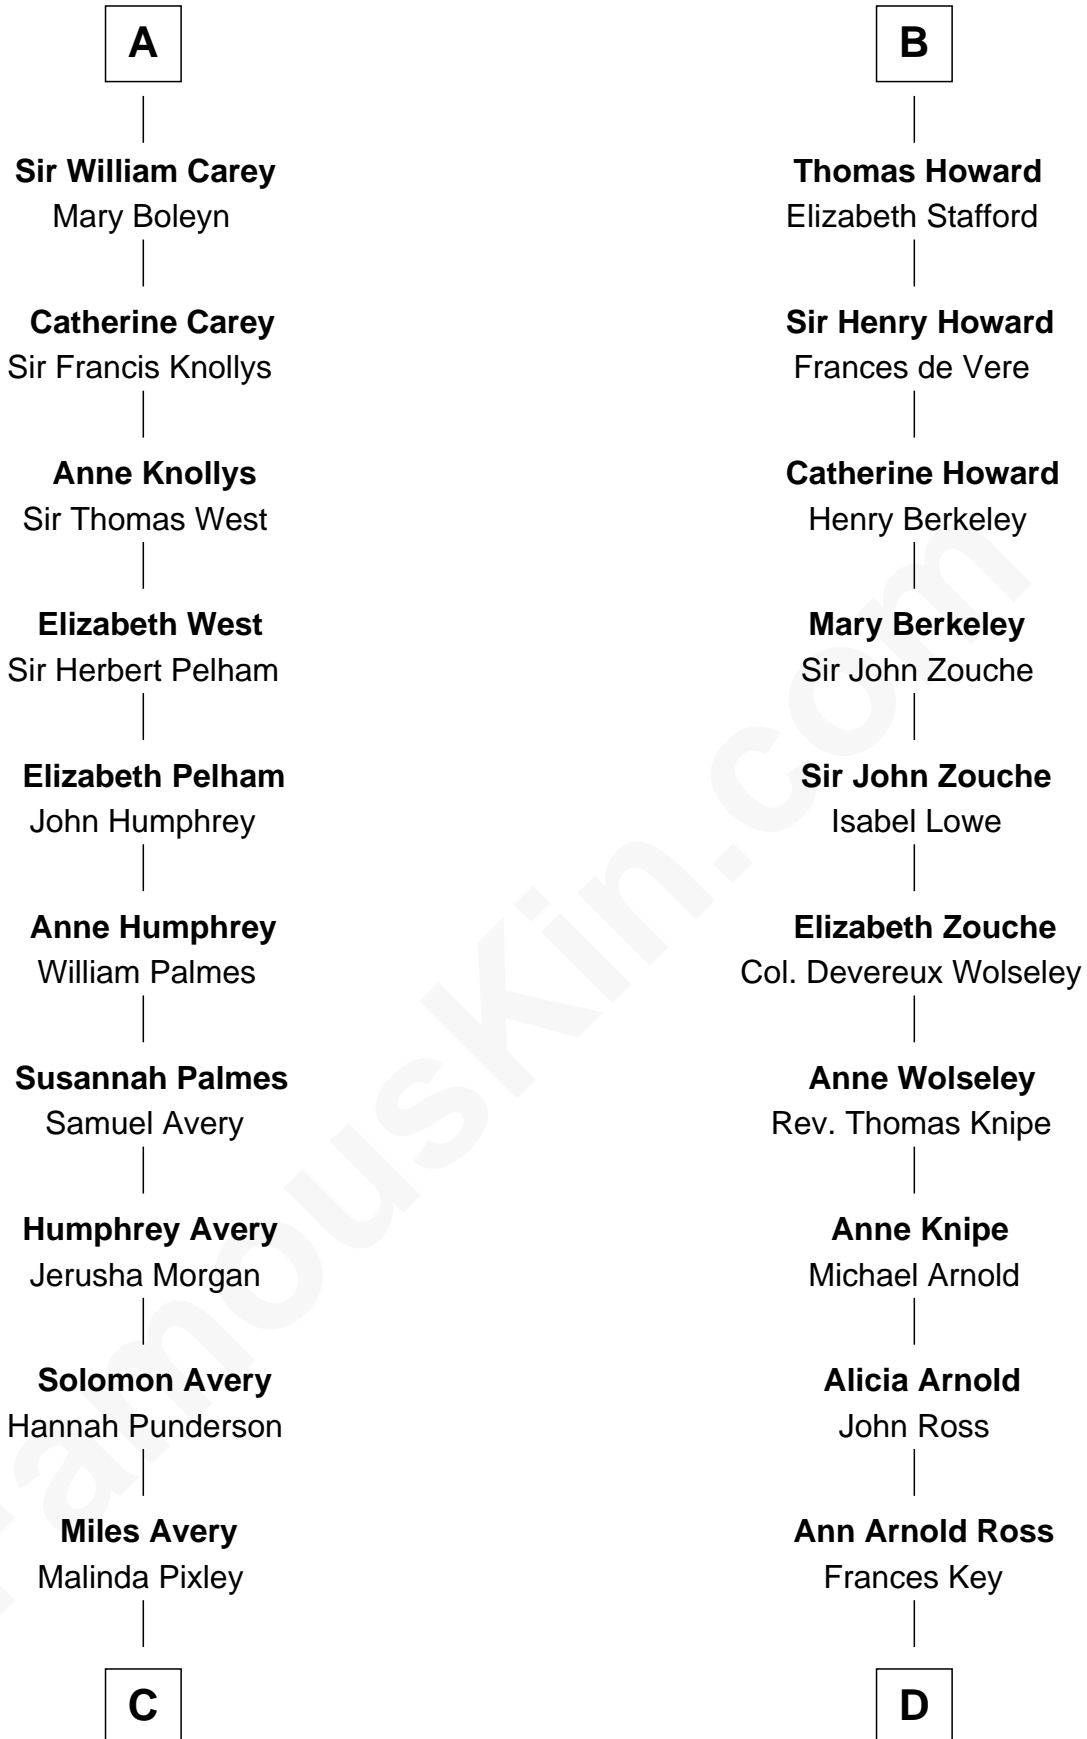 A
Sir William Carey
Mary Boleyn
Catherine Carey
Sir Francis Knollys
Anne Knollys
Sir Thomas West
Elizabeth West
Sir Herbert Pelham
Elizabeth Pelham
John Humphrey
Anne Humphrey
William Palmes
Susannah Palmes
Samuel Avery
Humphrey Avery
Jerusha Morgan
Solomon Avery
Hannah Punderson
Miles Avery
Malinda Pixley
C
B
Thomas Howard
Elizabeth Stafford
Sir Henry Howard
Frances de Vere
Catherine Howard
Henry Berkeley
Mary Berkeley
Sir John Zouche
Sir John Zouche
Isabel Lowe
Elizabeth Zouche
Col. Devereux Wolseley
Anne Wolseley
Rev. Thomas Knipe
Anne Knipe
Michael Arnold
Alicia Arnold
John Ross
Ann Arnold Ross
Frances Key
D
FamousKin.com